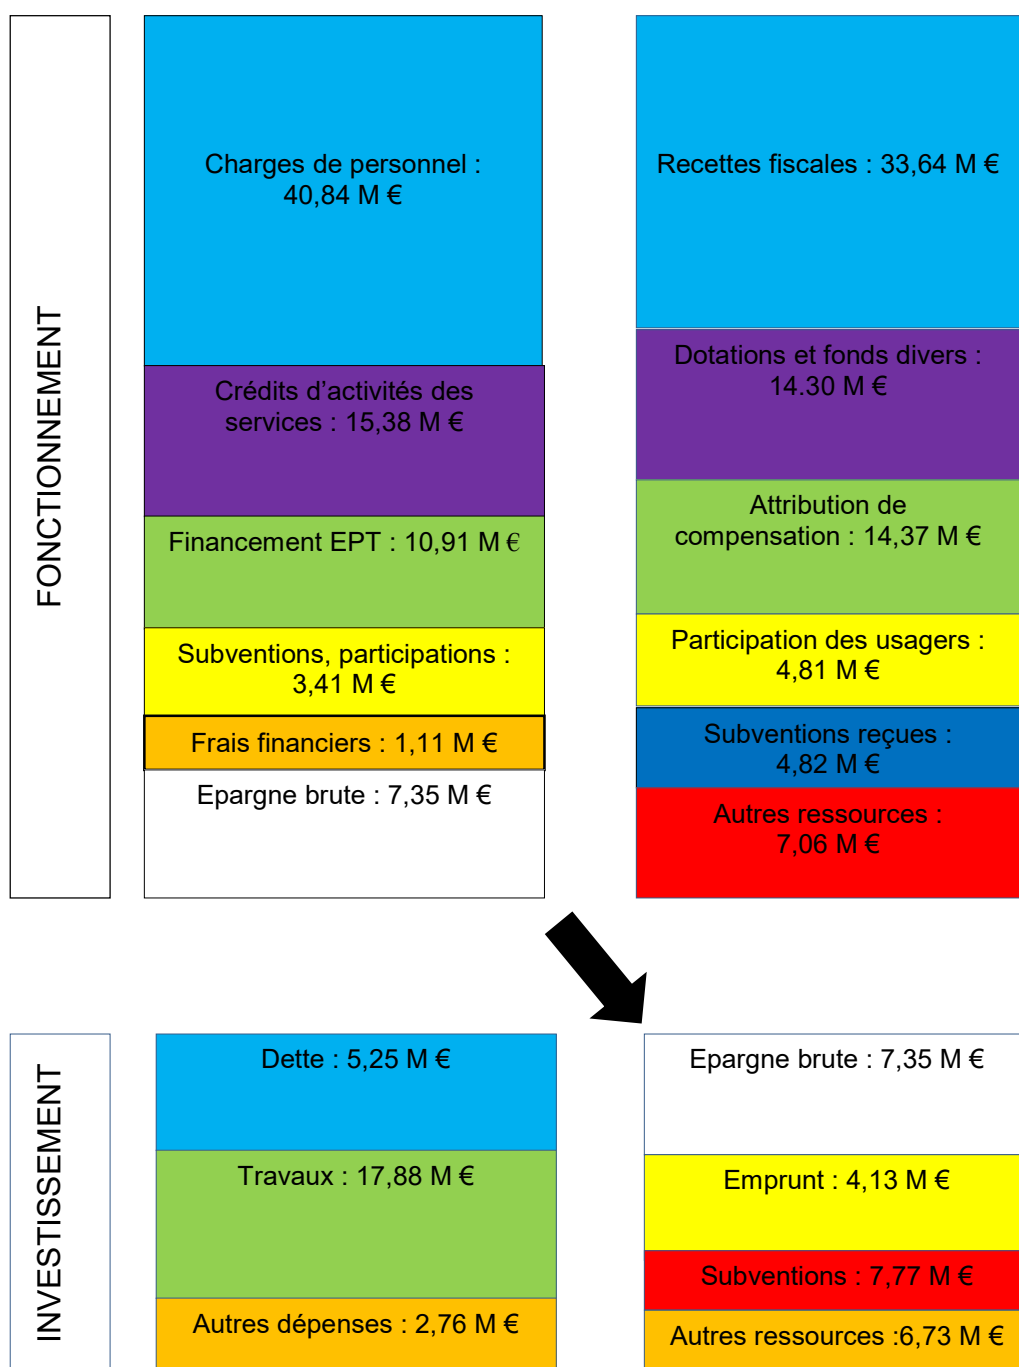 FONCTIONNEMENT
Charges de personnel :
40,84 M €
Crédits d’activités des
services : 15,38 M €
Financement EPT : 10,91 M €
Subventions, participations :
3,41 M €
Frais financiers : 1,11 M €
Epargne brute : 7,35 M €
Recettes fiscales : 33,64 M €
Dotations et fonds divers :
14.30 M €
Attribution de
compensation : 14,37 M €
Participation des usagers :
4,81 M €
Subventions reçues :
4,82 M €
Autres ressources :
7,06 M €
INVESTISSEMENT
Dette : 5,25 M €
Travaux : 17,88 M €
Autres dépenses : 2,76 M €
Epargne brute : 7,35 M €
Emprunt : 4,13 M €
Subventions : 7,77 M €
Autres ressources :6,73 M €